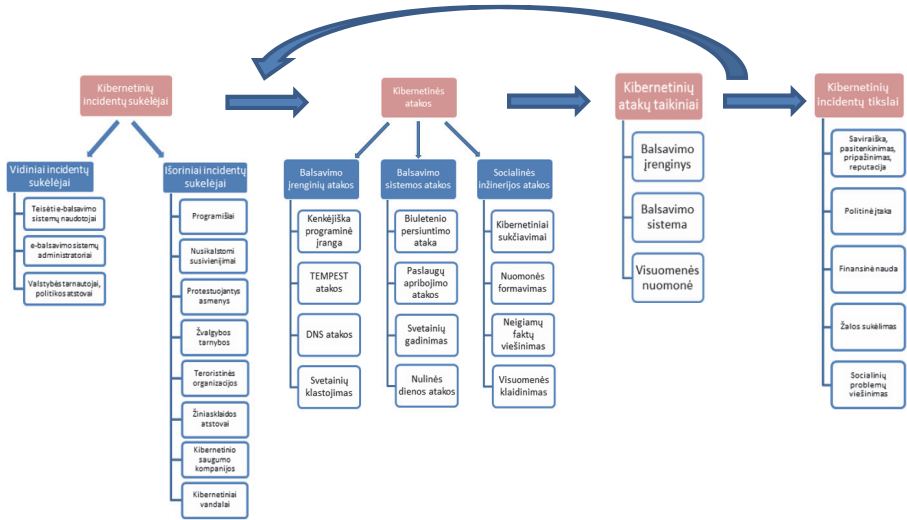 Kibernetinių
incidentų sukėlėjai
Vidiniai incidentų
sukėlėjai
Teisėti e-balsavimo
sistemų naudotojai
e-balsavimo sistemų
administratoriai
Valstybės tarnautojai,
politikos atstovai
Išoriniai incidentų
sukelėjai
Programišiai
Nusikalstomi
susivienijimai
Protestuojantys
asmenys
Žvalgybos
tarnybos
Teroristinės
organizacijos
Žiniasklaidos
atstovai
Kibernetinio
saugumo
kompanijos
Kibernetiniai
vandalai
Kibernetinės
atakos
Balsavimo
įrenginių atakos
Kenkėjiška
programinė
įranga
TEMPEST
atakos
DNS atakos
Svetainių
klastojimas
Balsavimo
sistemos atakos
Biuletenio
persiuntimo
ataka
Paslaugų
apribojimo
atakos
Svetainių
gadinimas
Nulinės
dienos atakos
Socialinės
inžinerijos atakos
Kibernetiniai
sukčiavimai
Nuomonės
formavimas
Neigiamų
faktų
viešinimas
Visuomenės
klaidinimas
Kibernetinių
atakų taikiniai
Balsavimo
įrenginys
Balsavimo
sistema
Visuomenės
nuomonė
Kibernetinių
incidentų tikslai
Saviraiška,
pasitenkinimas,
pripažinimas,
reputacija
Politinė įtaka
Finansinė nauda
Žalos sukėlimas
Socialinių
problemų
viešinimas